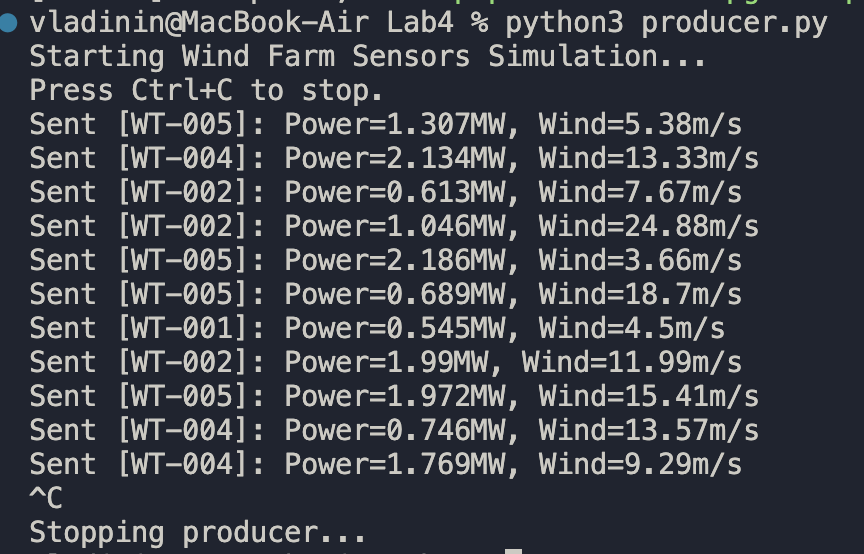 vladinin@MacBook-Air Lab4 % python3 producer.py
Starting Wind Farm Sensors Simulation...
Press Ctrl+C to stop.
Sent [WT-005]: Power=1.307MW, Wind=5.38m/s
Sent [WT-004]: Power=2.134MW, Wind=13.33m/s
Sent [WT-002]: Power=0.613MW, Wind=7.67m/s
Sent [WT-002]: Power=1.046MW, Wind=24.88m/s
Sent [WT-005]: Power=2.186MW, Wind=3.66m/s
Sent [WT-005]: Power=0.689MW, Wind=18.7m/s
Sent [WT-001]: Power=0.545MW, Wind=4.5m/s
Sent [WT-002]: Power=1.99MW, Wind=11.99m/s
Sent [WT-005]: Power=1.972MW, Wind=15.41m/s
Sent [WT-004]: Power=0.746MW, Wind=13.57m/s
Sent [WT-004]: Power=1.769MW, Wind=9.29m/s
^C
Stopping producer...